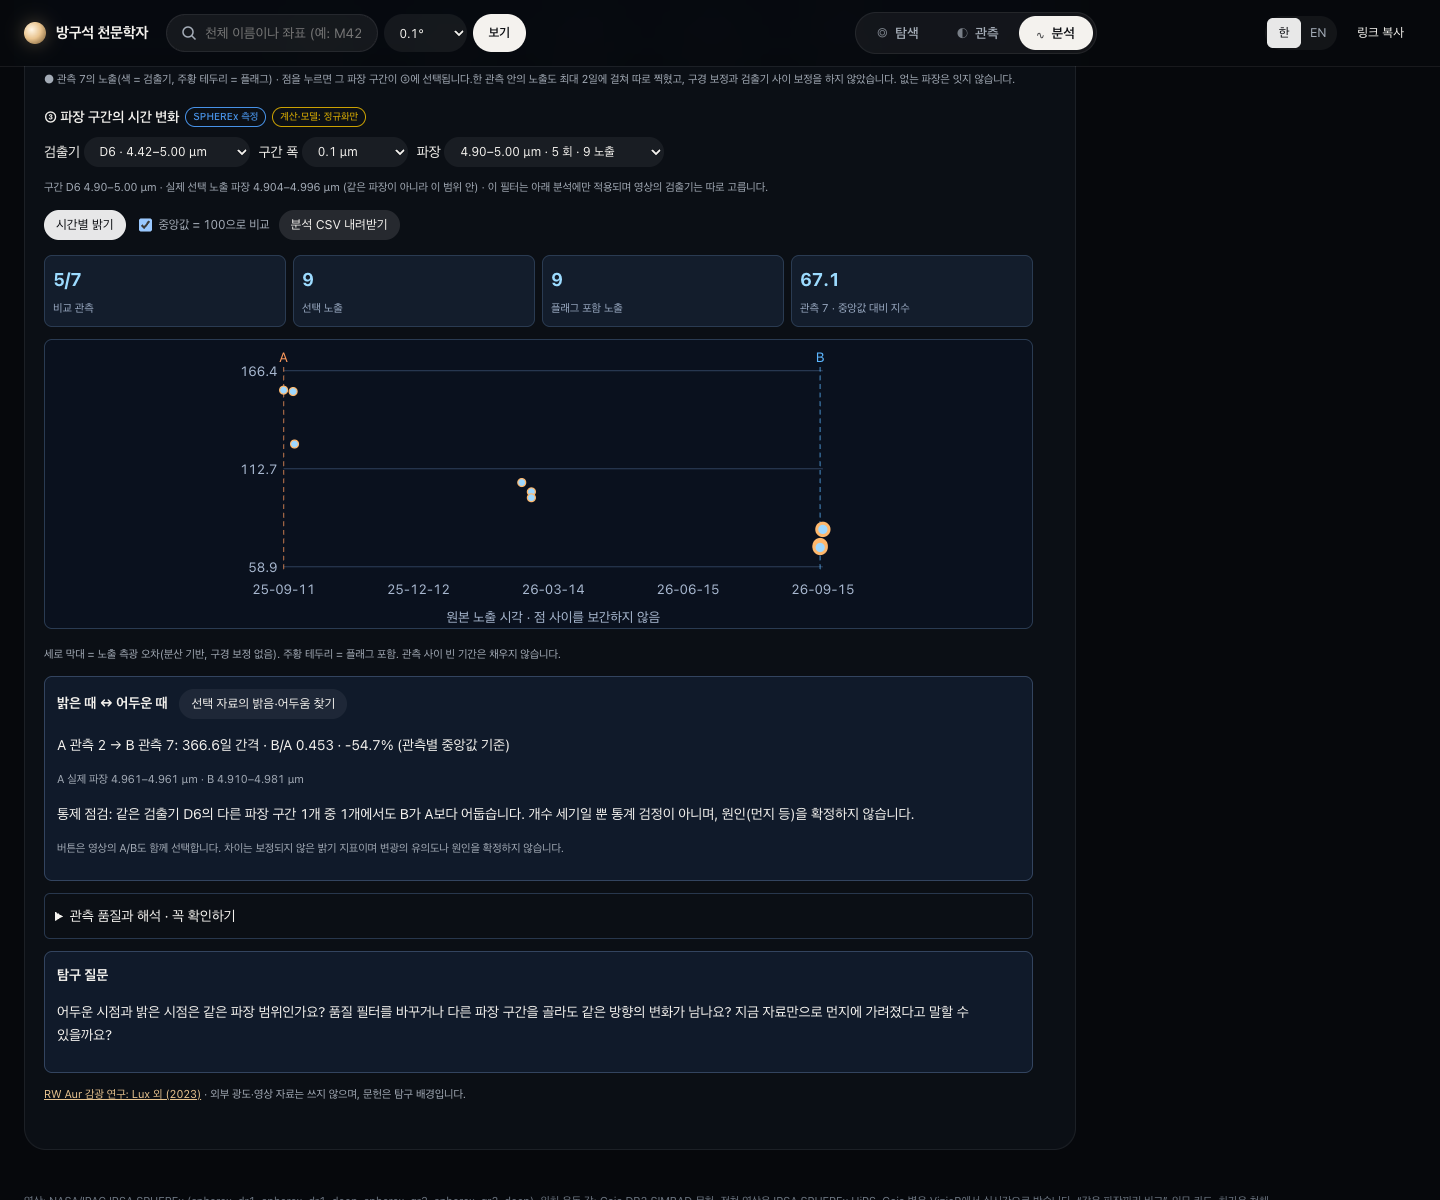 방구석 천문학자
천체 이름이나 좌표 (예: M42
0.1°
보기
탐색
관측
분석
한
EN
링크 복사
● 관측 7의 노출(색 = 검출기, 주황 테두리 = 플래그) · 점을 누르면 그 파장 구간이 ③에 선택됩니다.한 관측 안의 노출도 최대 2일에 걸쳐 따로 찍혔고, 구경 보정과 검출기 사이 보정을 하지 않았습니다. 없는 파장은 잇지 않습니다.
③ 파장 구간의 시간 변화
SPHEREx 측정
계산·모델: 정규화만
검출기
D6 · 4.42–5.00 µm
구간 폭
0.1 µm
파장
4.90–5.00 µm · 5 회 · 9 노출
구간 D6 4.90–5.00 µm · 실제 선택 노출 파장 4.904–4.996 µm (같은 파장이 아니라 이 범위 안) · 이 필터는 아래 분석에만 적용되며 영상의 검출기는 따로 고릅니다.
시간별 밝기
중앙값 = 100으로 비교
분석 CSV 내려받기
5/7
비교 관측
9
선택 노출
9
플래그 포함 노출
67.1
관측 7 · 중앙값 대비 지수
A
B
166.4
112.7
58.9
25-09-11
25-12-12
26-03-14
26-06-15
26-09-15
원본 노출 시각 · 점 사이를 보간하지 않음
세로 막대 = 노출 측광 오차(분산 기반, 구경 보정 없음). 주황 테두리 = 플래그 포함. 관측 사이 빈 기간은 채우지 않습니다.
밝은 때 ↔ 어두운 때
선택 자료의 밝음·어두움 찾기
A 관측 2 → B 관측 7: 366.6일 간격 · B/A 0.453 · -54.7% (관측별 중앙값 기준)
A 실제 파장 4.961–4.961 µm · B 4.910–4.981 µm
통제 점검: 같은 검출기 D6의 다른 파장 구간 1개 중 1개에서도 B가 A보다 어둡습니다. 개수 세기일 뿐 통계 검정이 아니며, 원인(먼지 등)을 확정하지 않습니다.
버튼은 영상의 A/B도 함께 선택합니다. 차이는 보정되지 않은 밝기 지표이며 변광의 유의도나 원인을 확정하지 않습니다.
▶ 관측 품질과 해석 · 꼭 확인하기
탐구 질문
어두운 시점과 밝은 시점은 같은 파장 범위인가요? 품질 필터를 바꾸거나 다른 파장 구간을 골라도 같은 방향의 변화가 남나요? 지금 자료만으로 먼지에 가려졌다고 말할 수
있을까요?
RW Aur 감광 연구: Lux 외 (2023) · 외부 광도·영상 자료는 쓰지 않으며, 문헌은 탐구 배경입니다.